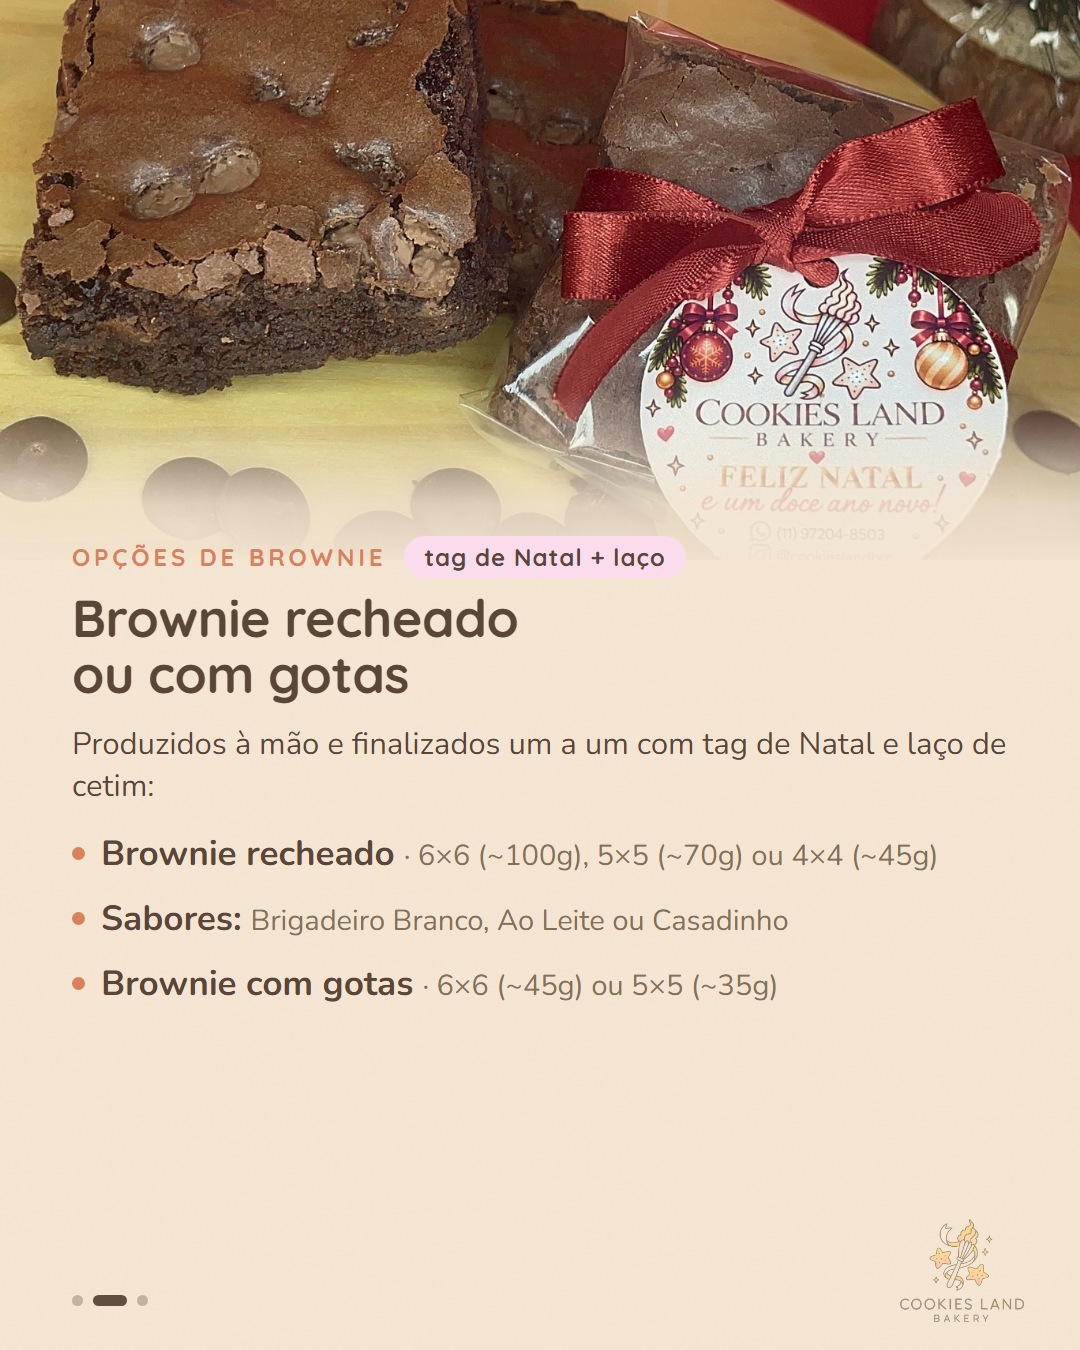 COOKIES LAND
BAKERY
FELIZ NATAL
e um doce ano novo!
(11) 97204-8503
OPÇÕES DE BROWNIE tag de Natal + laço
Brownie recheado
ou com gotas
Produzidos à mão e finalizados um a um com tag de Natal e laço de
cetim:
Brownie recheado · 6×6 (~100g), 5×5 (~70g) ou 4×4 (~45g)
Sabores: Brigadeiro Branco, Ao Leite ou Casadinho
Brownie com gotas · 6×6 (~45g) ou 5×5 (~35g)
COOKIES LAND
BAKERY